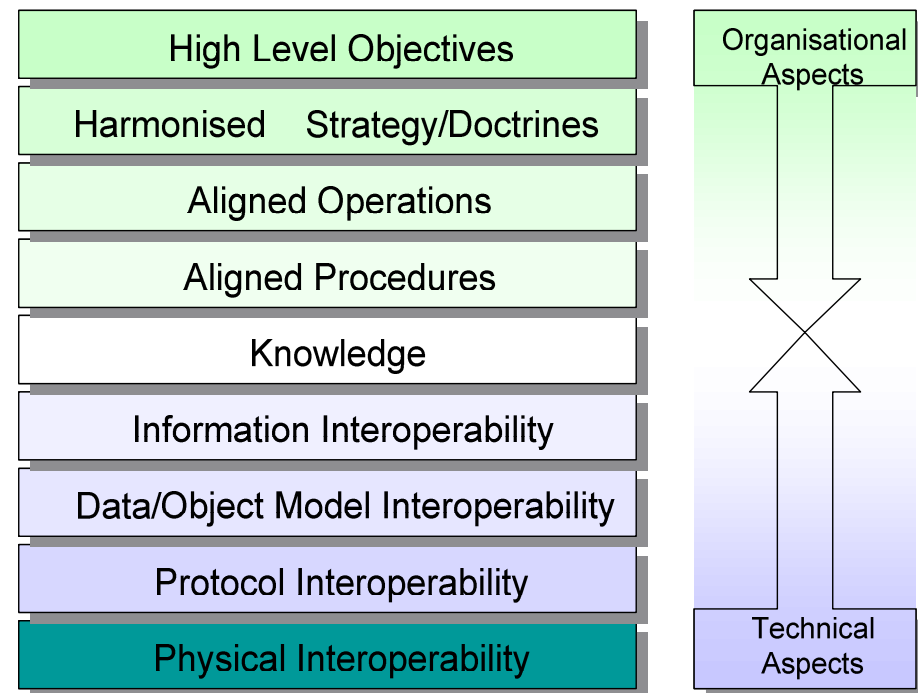 High Level Objectives
Harmonised Strategy/Doctrines
Aligned Operations
Aligned Procedures
Knowledge
Information Interoperability
Data/Object Model Interoperability
Protocol Interoperability
Physical Interoperability
Organisational
Aspects
Technical
Aspects